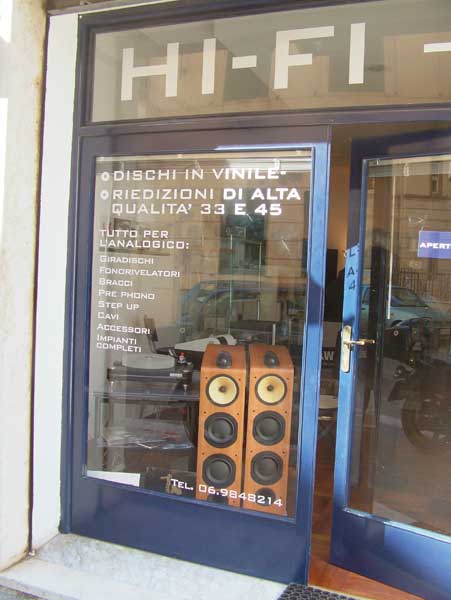 HI-FI -
DISCHI IN VINILE-
RIEDIZIONI DI ALTA
QUALITA' 33 E 45
TUTTO PER
L'ANALOGICO:
GIRADISCHI
FONORIVELATORI
BRACCI
PRE PHONO
STEP UP
CAVI
ACCESSORI
IMPIANTI
COMPLETI
TEL. 06.9848214
APERT